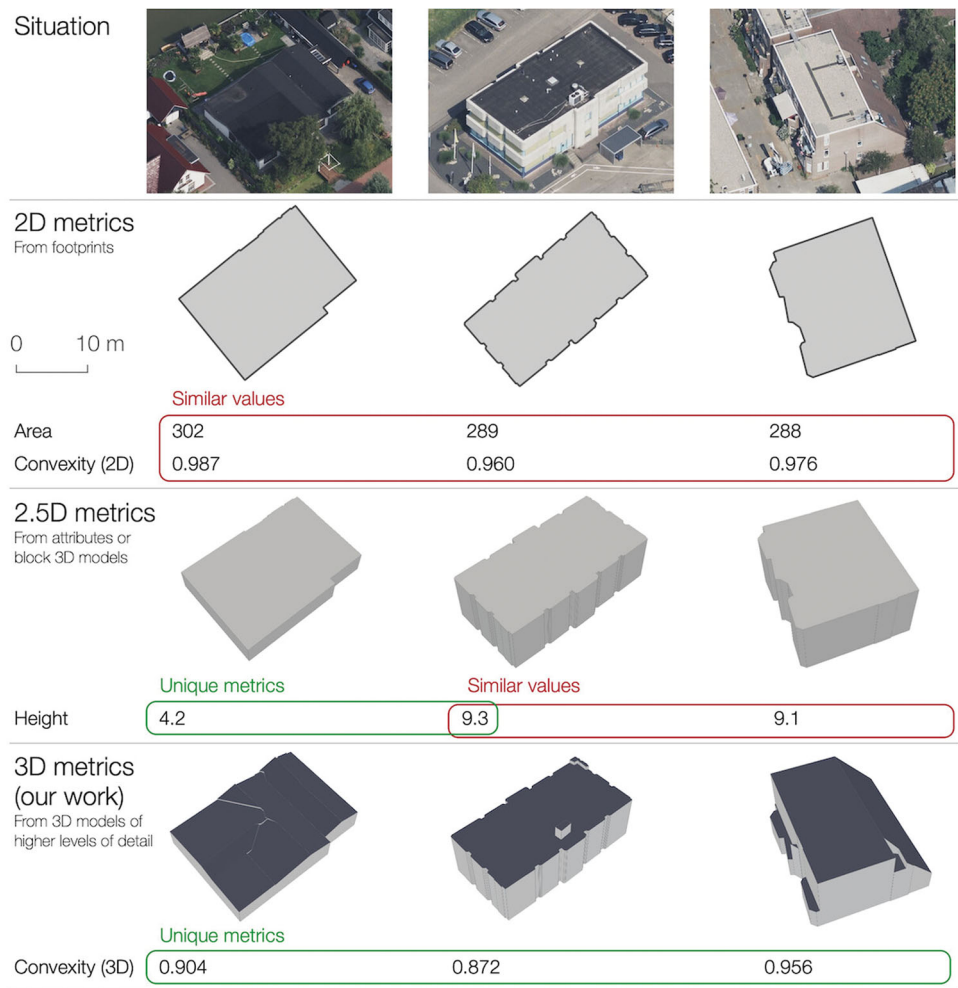 Situation
2D metrics
From footprints
0 10 m
Similar values
Area 302 289 288
Convexity (2D) 0.987 0.960 0.976
2.5D metrics
From attributes or
block 3D models
Unique metrics Similar values
Height 4.2 9.3 9.1
3D metrics
(our work)
From 3D models of
higher levels of detail
Unique metrics
Convexity (3D) 0.904 0.872 0.956